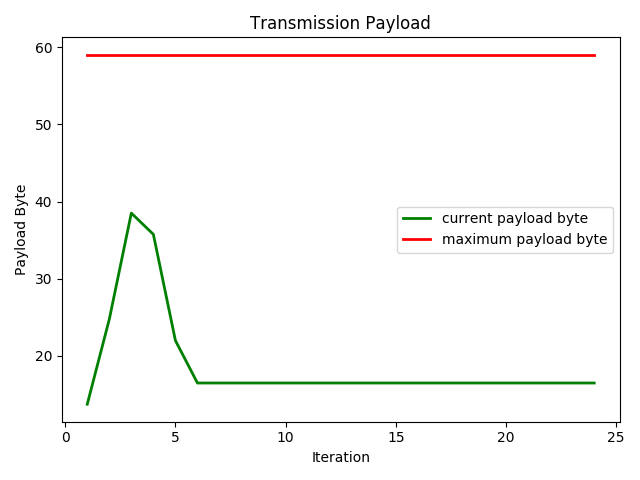 Transmission Payload
60
50
40
30
20
Payload Byte
current payload byte
maximum payload byte
0 5 10 15 20 25
Iteration